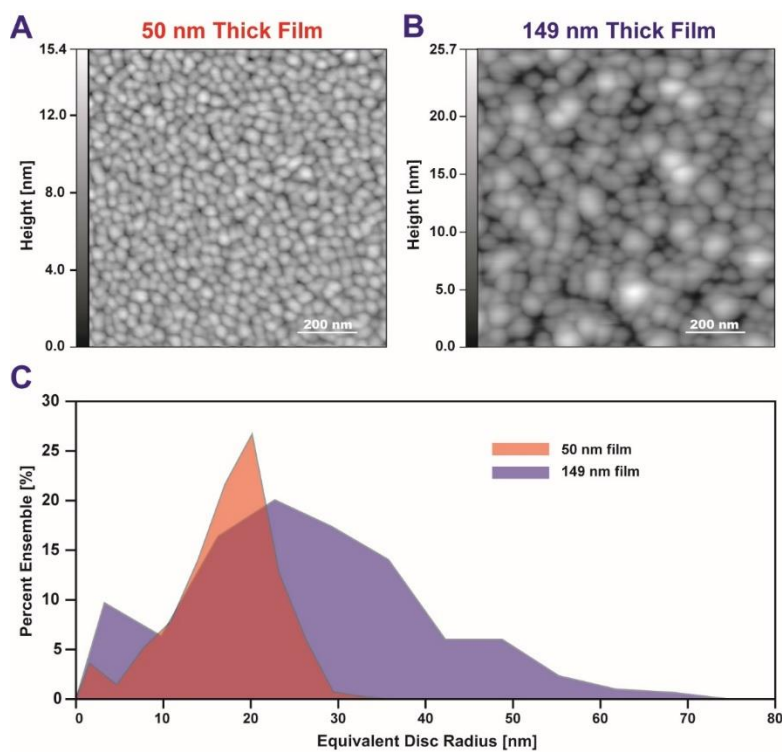 A
50 nm Thick Film
15.4
12.0
8.0
4.0
0.0
Height [nm]
200 nm
B
149 nm Thick Film
25.7
20.0
15.0
10.0
5.0
0.0
Height [nm]
200 nm
C
30
25
20
15
10
5
0
Percent Ensemble [%]
50 nm film
149 nm film
0 10 20 30 40 50 60 70 80
Equivalent Disc Radius [nm]